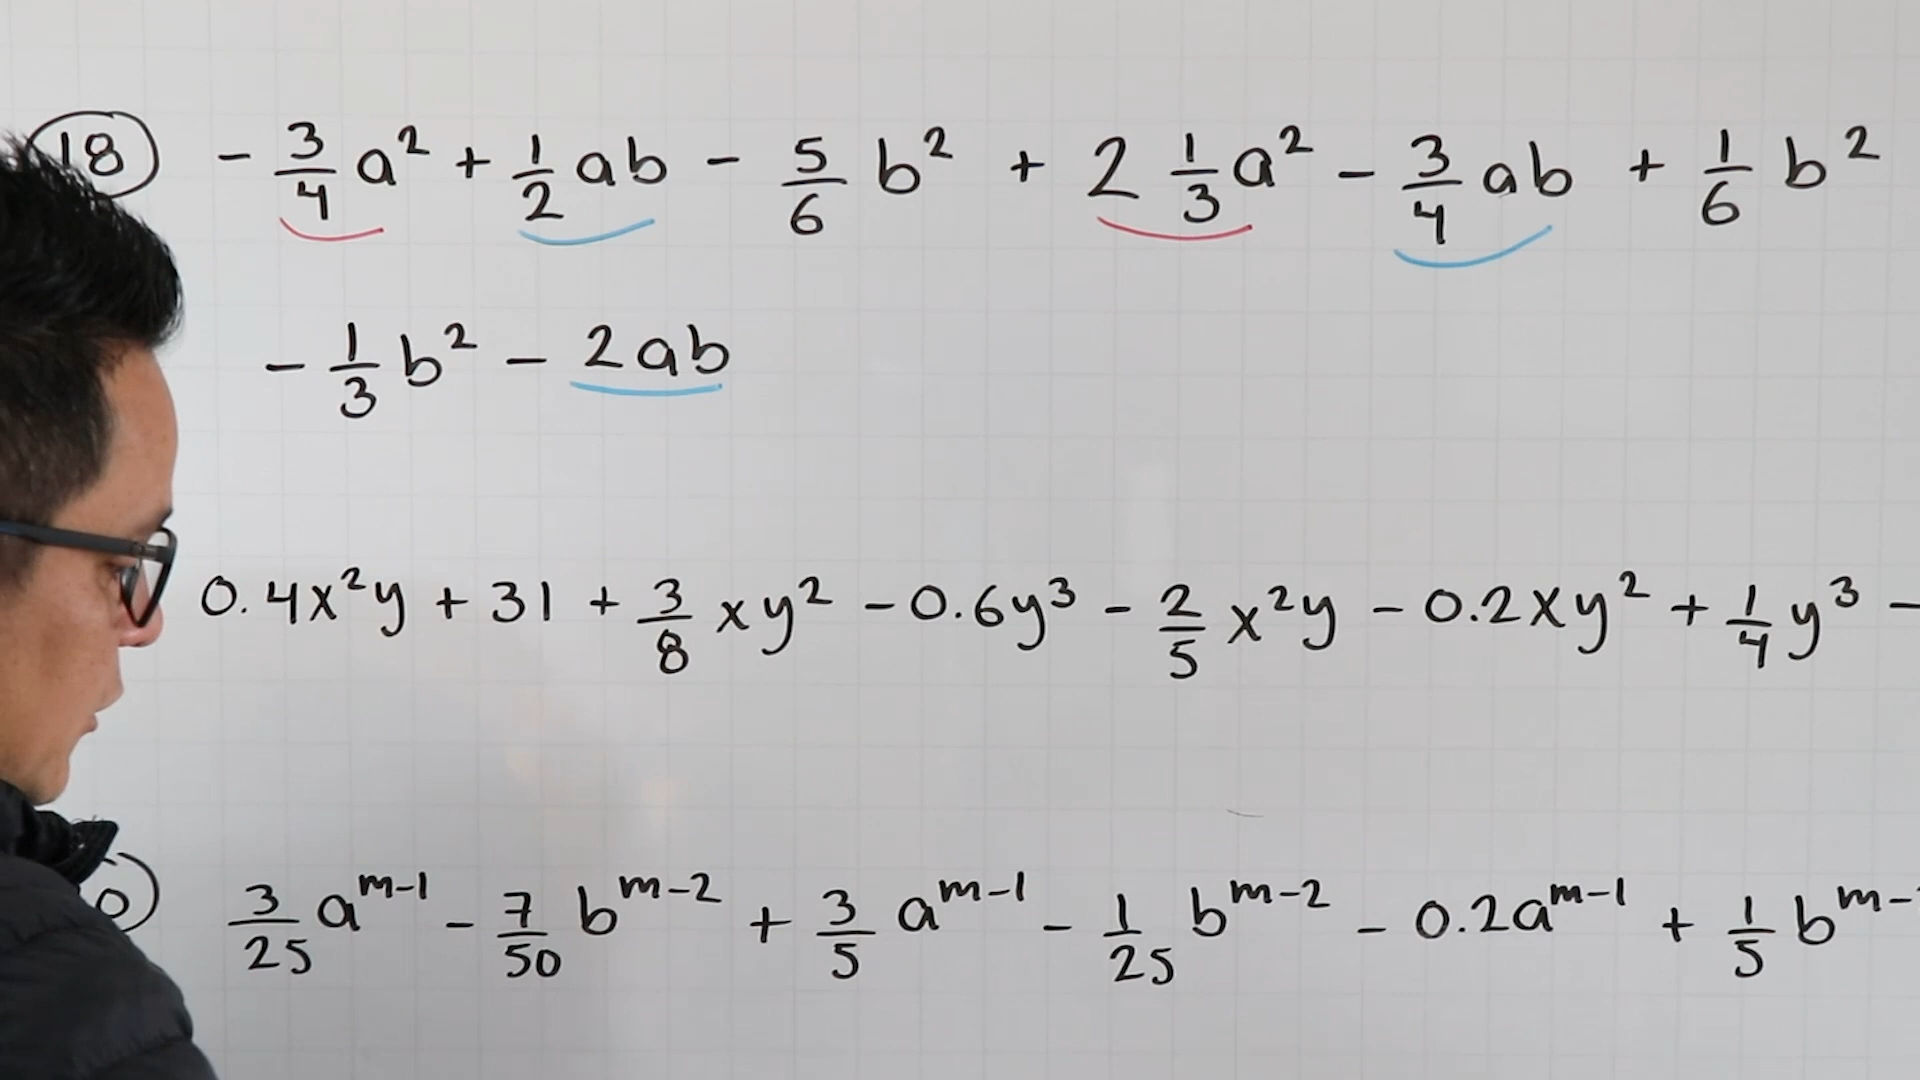 18 - 3/4 a² + 1/2 ab - 5/6 b² + 2 1/3 a² - 3/4 ab + 1/6 b²
- 1/3 b² - 2ab
0.4x²y + 31 + 3/8 xy² - 0.6y³ - 2/5 x²y - 0.2xy² + 1/4 y³ -
3/25 a^(m-1) - 7/50 b^(m-2) + 3/5 a^(m-1) - 1/25 b^(m-2) - 0.2a^(m-1) + 1/5 b^(m-